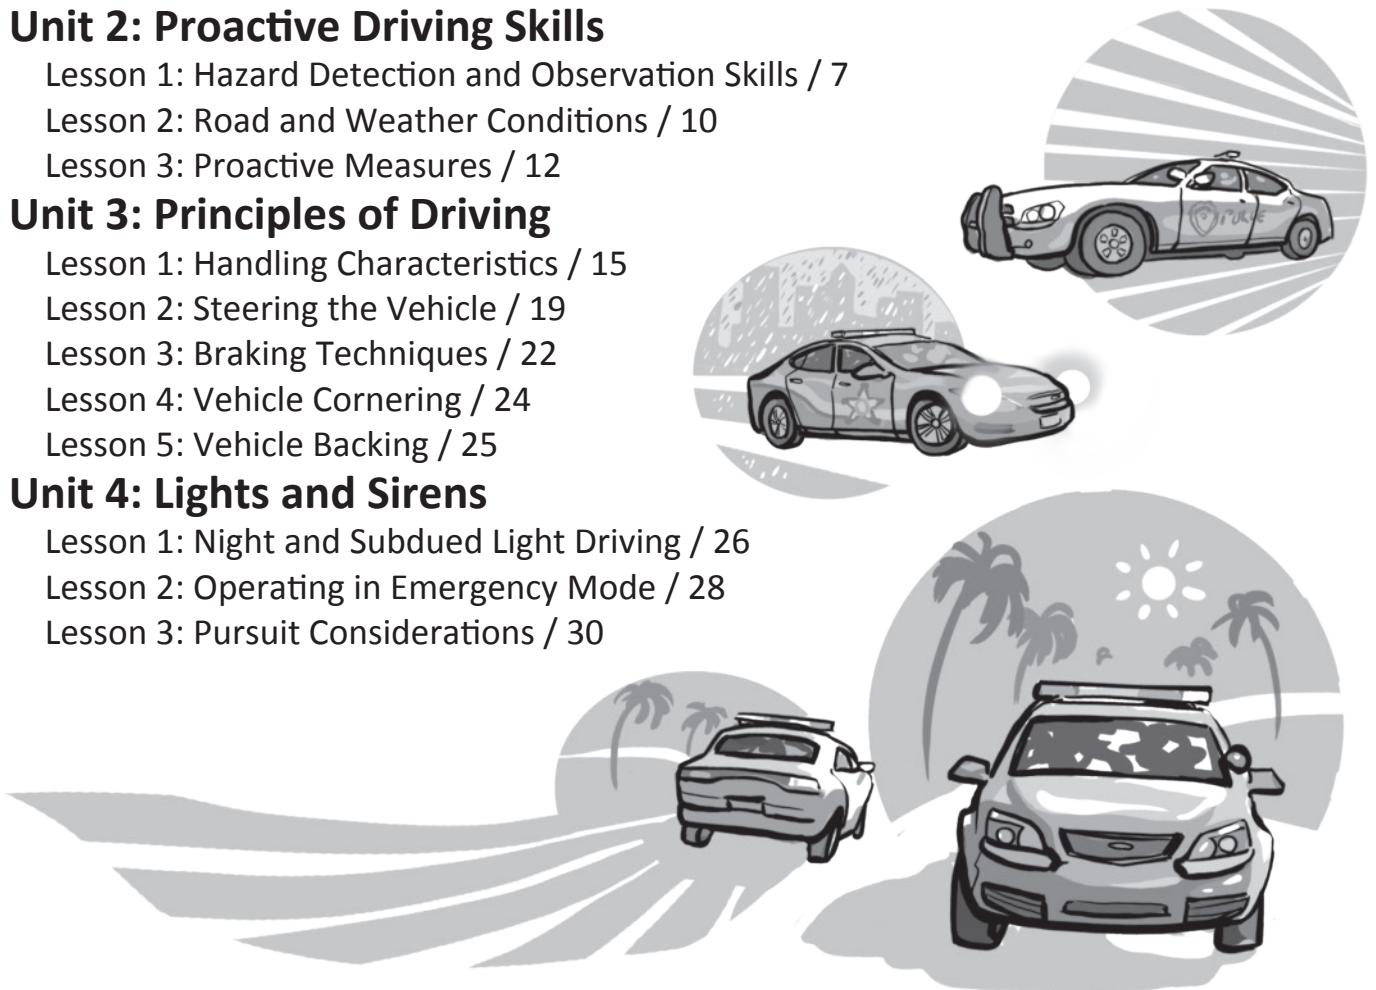 Unit 2: Proactive Driving Skills
Lesson 1: Hazard Detection and Observation Skills / 7
Lesson 2: Road and Weather Conditions / 10
Lesson 3: Proactive Measures / 12
Unit 3: Principles of Driving
Lesson 1: Handling Characteristics / 15
Lesson 2: Steering the Vehicle / 19
Lesson 3: Braking Techniques / 22
Lesson 4: Vehicle Cornering / 24
Lesson 5: Vehicle Backing / 25
Unit 4: Lights and Sirens
Lesson 1: Night and Subdued Light Driving / 26
Lesson 2: Operating in Emergency Mode / 28
Lesson 3: Pursuit Considerations / 30